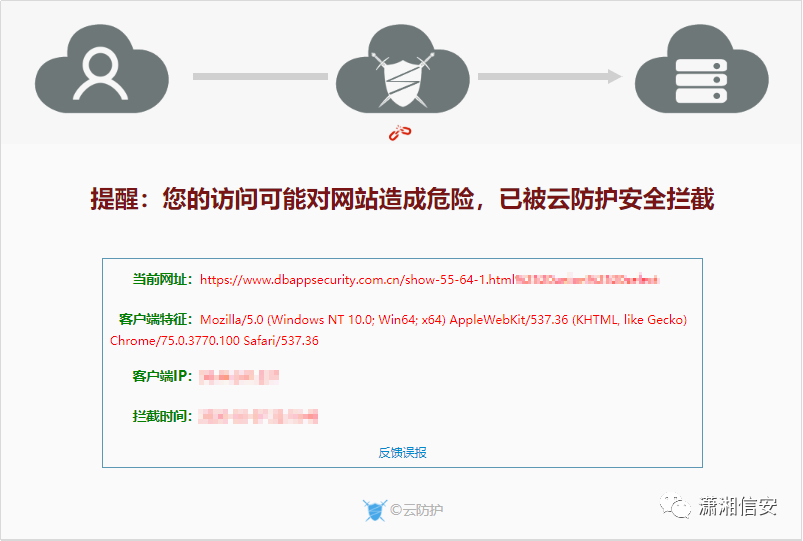 提醒：您的访问可能对网站造成危险，已被云防护安全拦截
当前网址：https://www.dbappsecurity.com.cn/show-55-64-1.html
客户端特征：Mozilla/5.0 (Windows NT 10.0; Win64; x64) AppleWebKit/537.36 (KHTML, like Gecko)
Chrome/75.0.3770.100 Safari/537.36
客户端IP：
拦截时间：
反馈误报
©云防护
潇湘信安